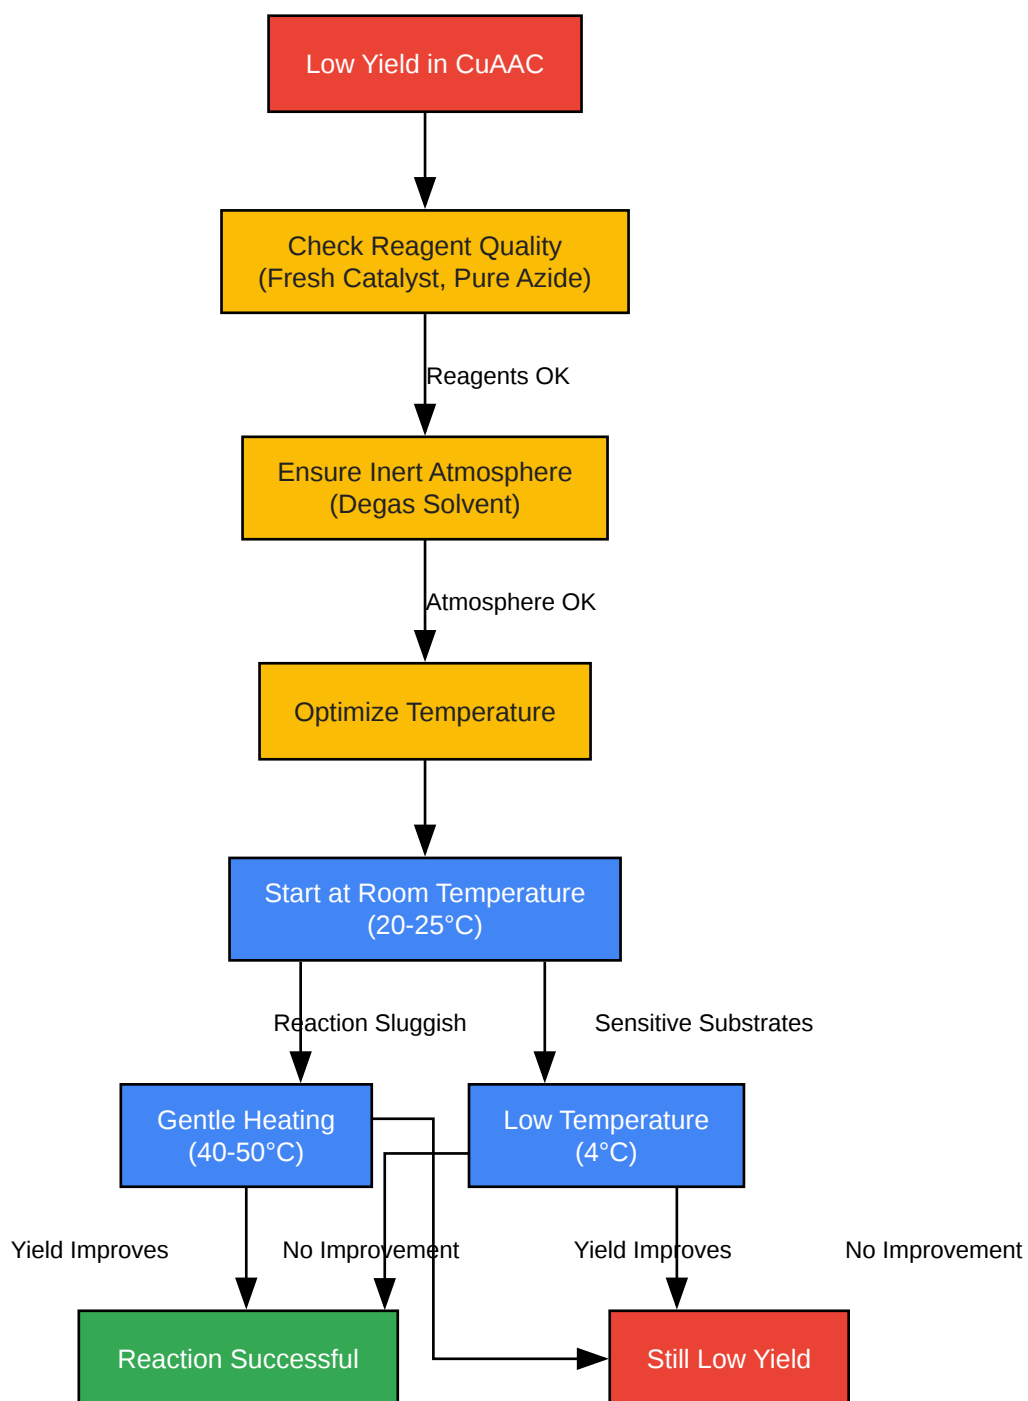 Low Yield in CuAAC
Check Reagent Quality
(Fresh Catalyst, Pure Azide)
Reagents OK
Ensure Inert Atmosphere
(Degas Solvent)
Atmosphere OK
Optimize Temperature
Start at Room Temperature
(20-25°C)
Reaction Sluggish
Sensitive Substrates
Gentle Heating
(40-50°C)
Low Temperature
(4°C)
Yield Improves
No Improvement
Yield Improves
No Improvement
Reaction Successful
Still Low Yield